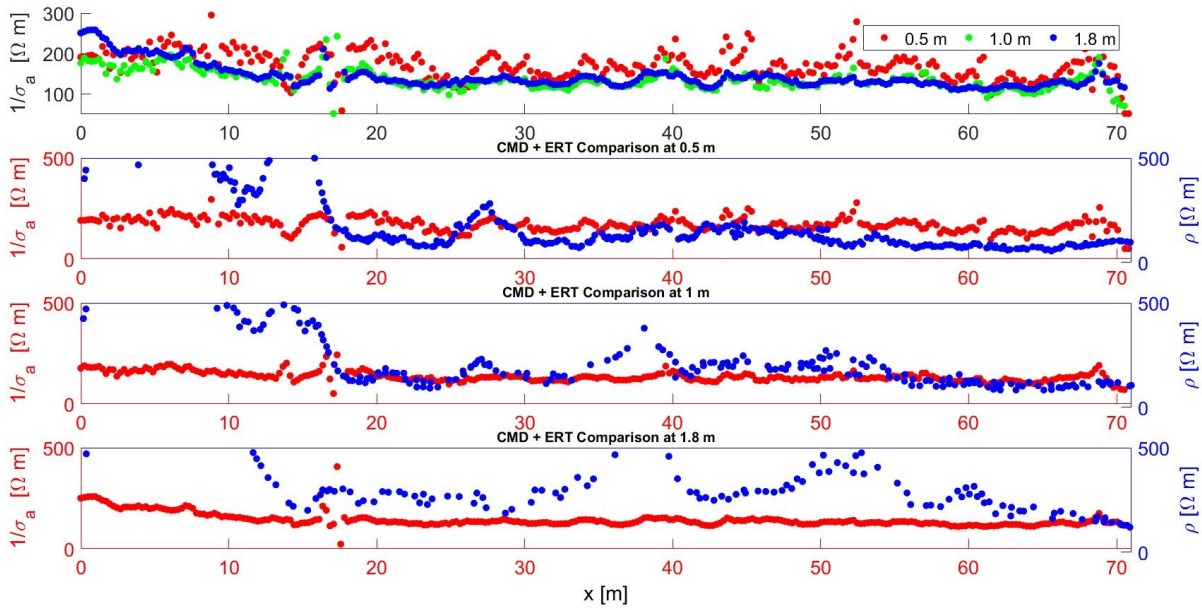 300
200
100
1/σa [Ω m]
0.5 m 1.0 m 1.8 m
0 10 20 30 40 50 60 70
CMD + ERT Comparison at 0.5 m
500
0
1/σa [Ω m]
500
0
ρ [Ω m]
0 10 20 30 40 50 60 70
CMD + ERT Comparison at 1 m
500
0
1/σa [Ω m]
500
0
ρ [Ω m]
0 10 20 30 40 50 60 70
CMD + ERT Comparison at 1.8 m
500
0
1/σa [Ω m]
500
0
ρ [Ω m]
0 10 20 30 40 50 60 70
x [m]